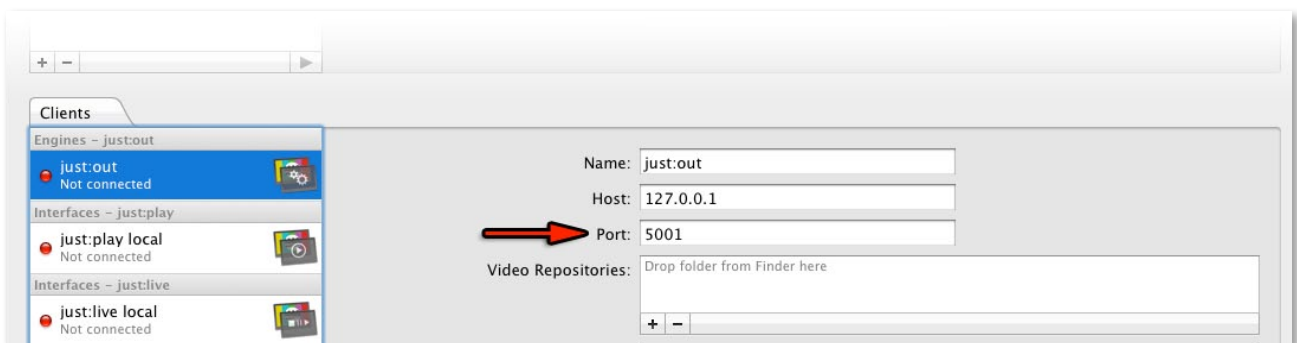 Clients
Engines – just:out
just:out
Not connected
Interfaces – just:play
just:play local
Not connected
Interfaces – just:live
just:live local
Not connected
Name: just:out
Host: 127.0.0.1
Port: 5001
Video Repositories: Drop folder from Finder here